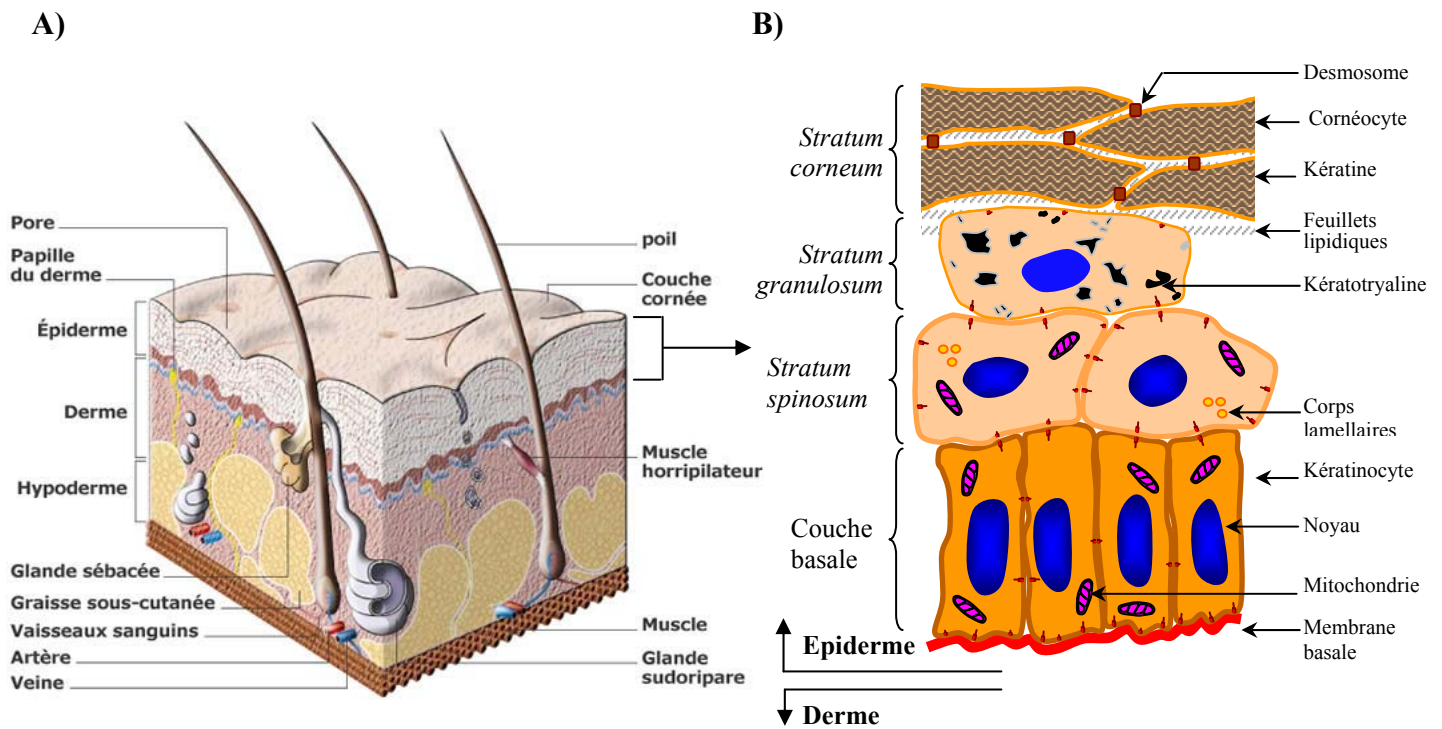 A)
Pore
Papille
du derme
Épiderme
Derme
Hypoderme
Glande sébacée
Graisse sous-cutanée
Vaisseaux sanguins
Artère
Veine
poil
Couche
cornée
Muscle
horripilateur
Muscle
Glande
sudoripare
B)
Stratum
corneum
Stratum
granulosum
Stratum
spinosum
Couche
basale
Epiderme
Derme
Desmosome
Cornéocyte
Kératine
Feuillets
lipidiques
Kératotryaline
Corps
lamellaires
Kératinocyte
Noyau
Mitochondrie
Membrane
basale